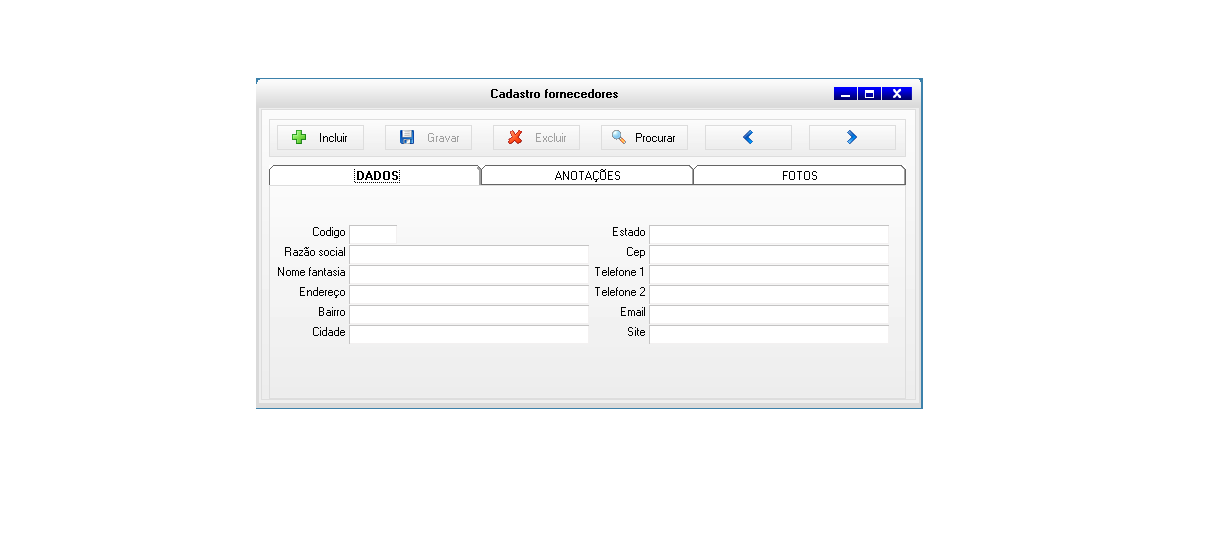 Cadastro fornecedores
Incluir Gravar Excluir Procurar
DADOS ANOTAÇÕES FOTOS
Codigo Estado
Razão social Cep
Nome fantasia Telefone 1
Endereço Telefone 2
Bairro Email
Cidade Site